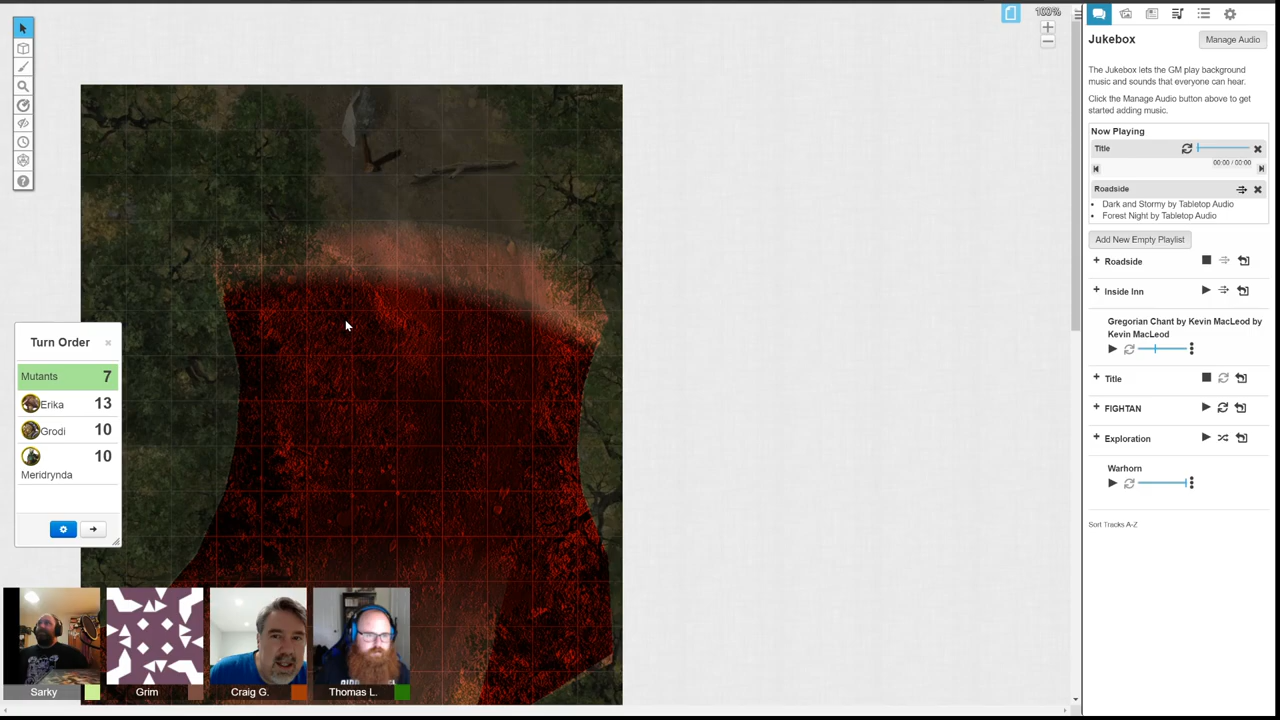 100%
Jukebox
Manage Audio
The Jukebox lets the GM play background
music and sounds that everyone can hear.
Click the Manage Audio button above to get
started adding music.
Now Playing
Title
00:00 / 00:00
Roadside
Dark and Stormy by Tabletop Audio
Forest Night by Tabletop Audio
Add New Empty Playlist
Roadside
Inside Inn
Gregorian Chant by Kevin MacLeod by
Kevin MacLeod
Title
FIGHTAN
Exploration
Warhorn
Sort Tracks A-Z
Turn Order
Mutants 7
Erika 13
Grodi 10
10
Meridrynda
Sarky
Grim
Craig G.
Thomas L.